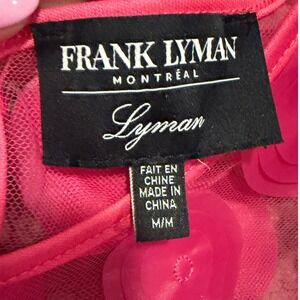 FRANK LYMAN
MONTRÉAL
Lyman
FAIT EN
CHINE
MADE IN
CHINA
M/M